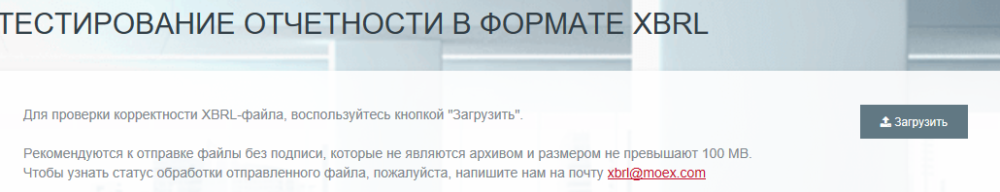 ТЕСТИРОВАНИЕ ОТЧЕТНОСТИ В ФОРМАТЕ XBRL
Для проверки корректности XBRL-файла, воспользуйтесь кнопкой "Загрузить".
Загрузить
Рекомендуются к отправке файлы без подписи, которые не являются архивом и размером не превышают 100 МВ.
Чтобы узнать статус обработки отправленного файла, пожалуйста, напишите нам на почту xbrl@moex.com